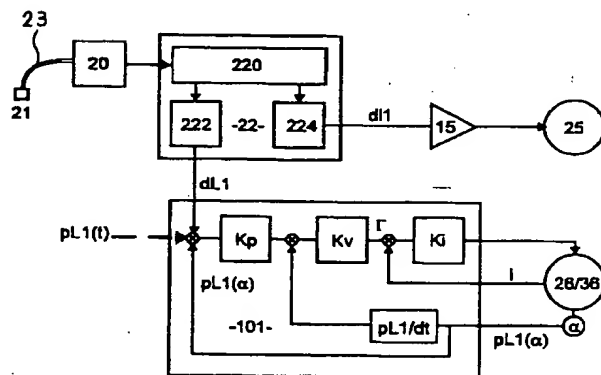 23
20
21
220
222
-22-
224
dl1
15
25
dL1
pL1(t)
Kp
Kv
Γ
Ki
i
28/36
pL1(α)
-101-
pL1/dt
α
pL1(α)